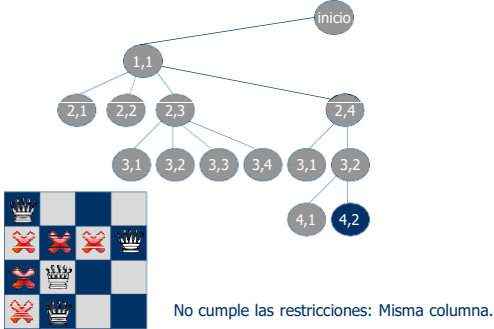 inicio
1,1
2,1 2,2 2,3 2,4
3,1 3,2 3,3 3,4 3,1 3,2
4,1 4,2
No cumple las restricciones: Misma columna.